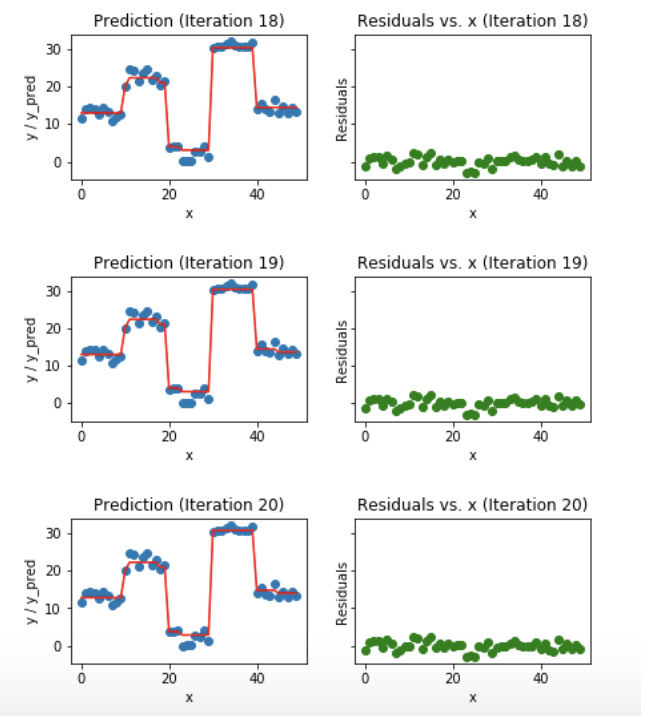 Prediction (Iteration 18)
y / y_pred
30
20
10
0
0 20 40
x
Residuals vs. x (Iteration 18)
Residuals
0 20 40
x
Prediction (Iteration 19)
y / y_pred
30
20
10
0
0 20 40
x
Residuals vs. x (Iteration 19)
Residuals
0 20 40
x
Prediction (Iteration 20)
y / y_pred
30
20
10
0
0 20 40
x
Residuals vs. x (Iteration 20)
Residuals
0 20 40
x